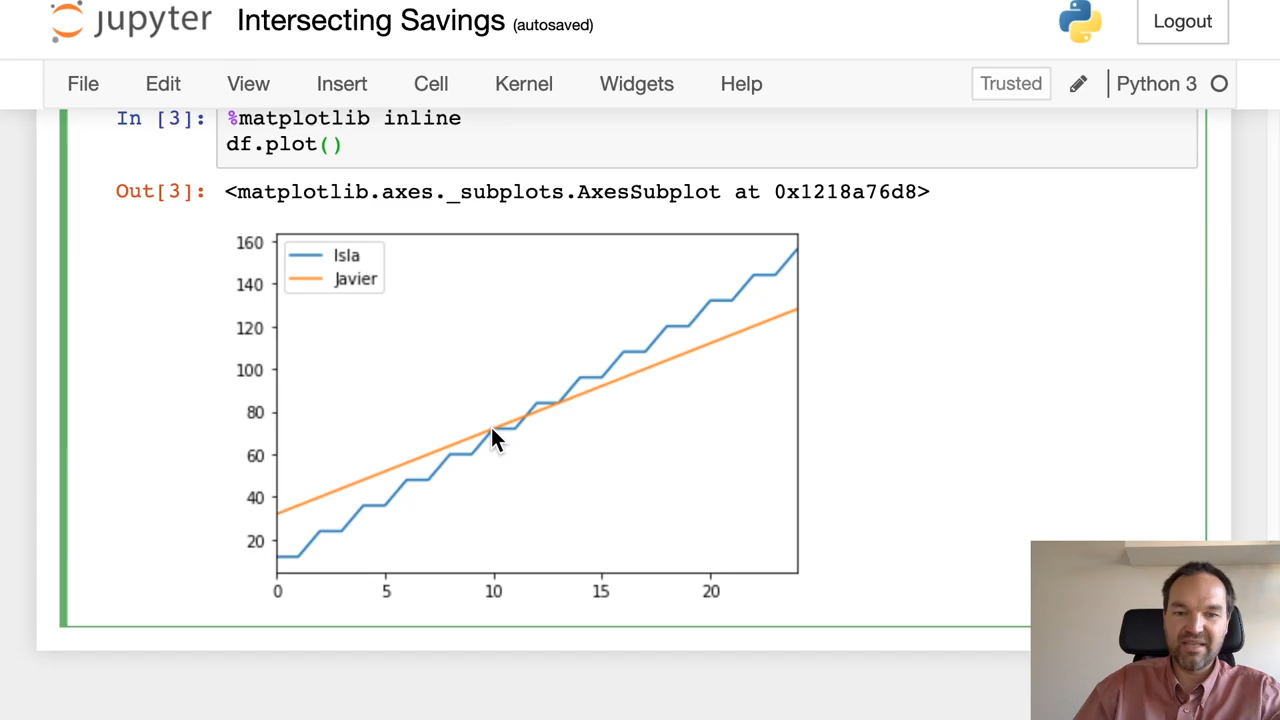 jupyter Intersecting Savings (autosaved) Logout
File Edit View Insert Cell Kernel Widgets Help Trusted Python 3
In [3]: %matplotlib inline
df.plot()
Out[3]: <matplotlib.axes._subplots.AxesSubplot at 0x1218a76d8>
160
Isla
Javier
140
120
100
80
60
40
20
0 5 10 15 20